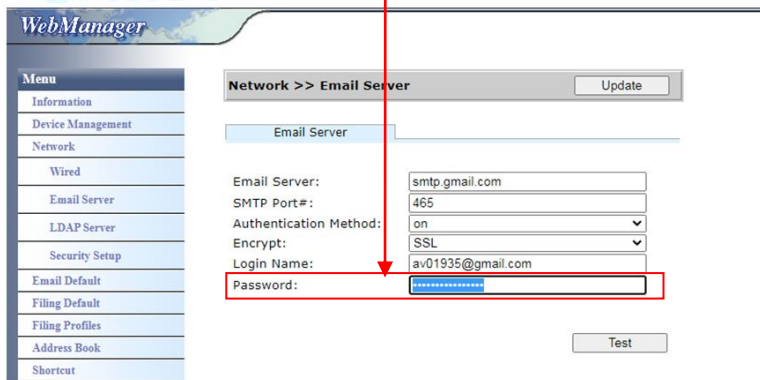 WebManager
Menu
Information
Device Management
Network
Wired
Email Server
LDAP Server
Security Setup
Email Default
Filing Default
Filing Profiles
Address Book
Shortcut
Network >> Email Server
Update
Email Server
Email Server: smtp.gmail.com
SMTP Port#: 465
Authentication Method: on
Encrypt: SSL
Login Name: av01935@gmail.com
Password: ••••••••••••••••
Test